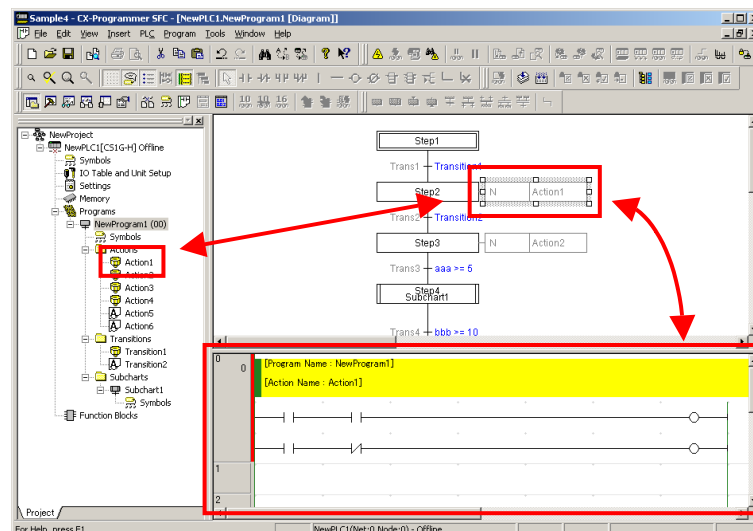 Sample4 - CX-Programmer SFC - [NewPLC1.NewProgram1 [Diagram]]
File Edit View Insert PLC Program Tools Window Help
10 10 16
NewProject
NewPLC1[CS1G-H] Offline
Symbols
IO Table and Unit Setup
Settings
Memory
Programs
NewProgram1 (00)
Symbols
Actions
Action1
Action2
Action3
Action4
Action5
Action6
Transitions
Transition1
Transition2
Subcharts
Subchart1
Symbols
Function Blocks
Project
Step1
Trans1 Transition1
Step2 N Action1
Trans2 Transition2
Step3 N Action2
Trans3 aaa >= 5
Step4
Subchart1
Trans4 bbb >= 10
0 0 [Program Name : NewProgram1]
[Action Name : Action1]
1
2
For Help, press F1 NewPLC1(Net:0,Node:0) - Offline